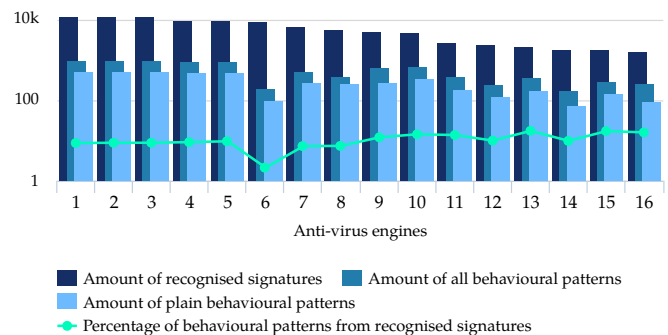 10k
100
1
1 2 3 4 5 6 7 8 9 10 11 12 13 14 15 16
Anti-virus engines
Amount of recognised signatures Amount of all behavioural patterns
Amount of plain behavioural patterns
Percentage of behavioural patterns from recognised signatures